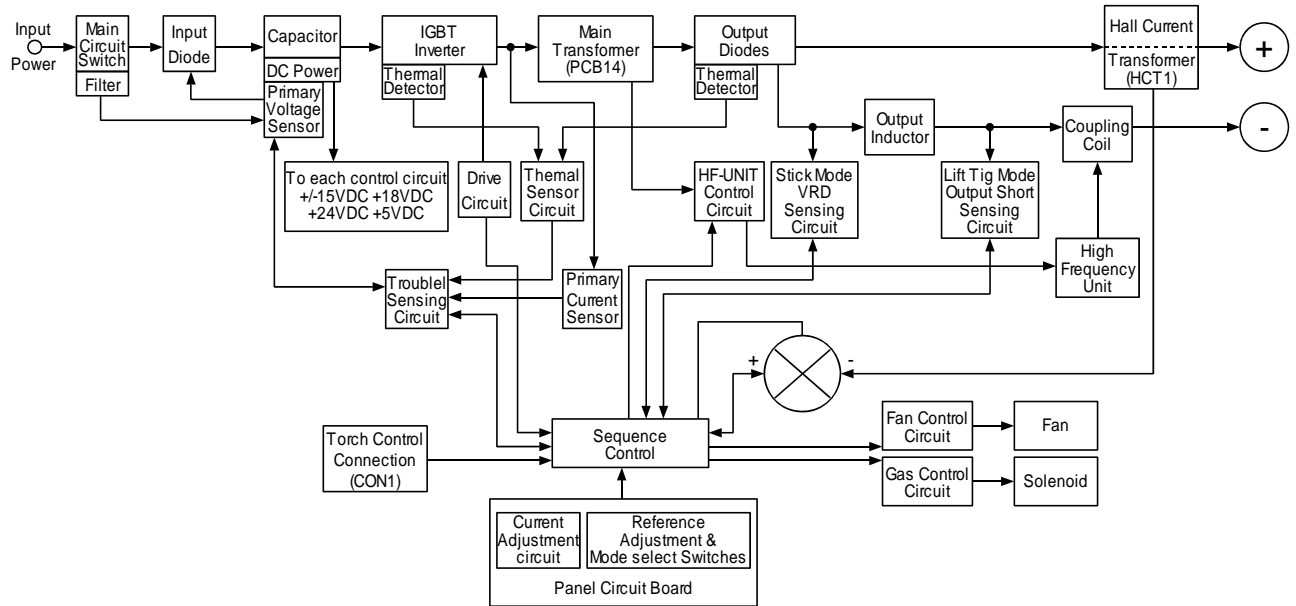 Input
Power
Main
Circuit
Switch
Filter
Input
Diode
Capacitor
DC Power
Primary
Voltage
Sensor
IGBT
Inverter
Thermal
Detector
Main
Transformer
(PCB14)
Output
Diodes
Thermal
Detector
Hall Current
Transformer
(HCT1)
+
-
Output
Inductor
Coupling
Coil
To each control circuit
+/-15VDC +18VDC
+24VDC +5VDC
Drive
Circuit
Themal
Sensor
Circuit
HF-UNIT
Control
Circuit
Stick Mode
VRD
Sensing
Circuit
Lift Tig Mode
Output Short
Sensing
Circuit
High
Frequency
Unit
Troublel
Sensing
Circuit
Primary
Current
Sensor
+
-
Torch Control
Connection
(CON1)
Sequence
Control
Fan Control
Circuit
Fan
Gas Control
Circuit
Solenoid
Current
Adjustment
circuit
Reference
Adjustment &
Mode select Switches
Panel Circuit Board